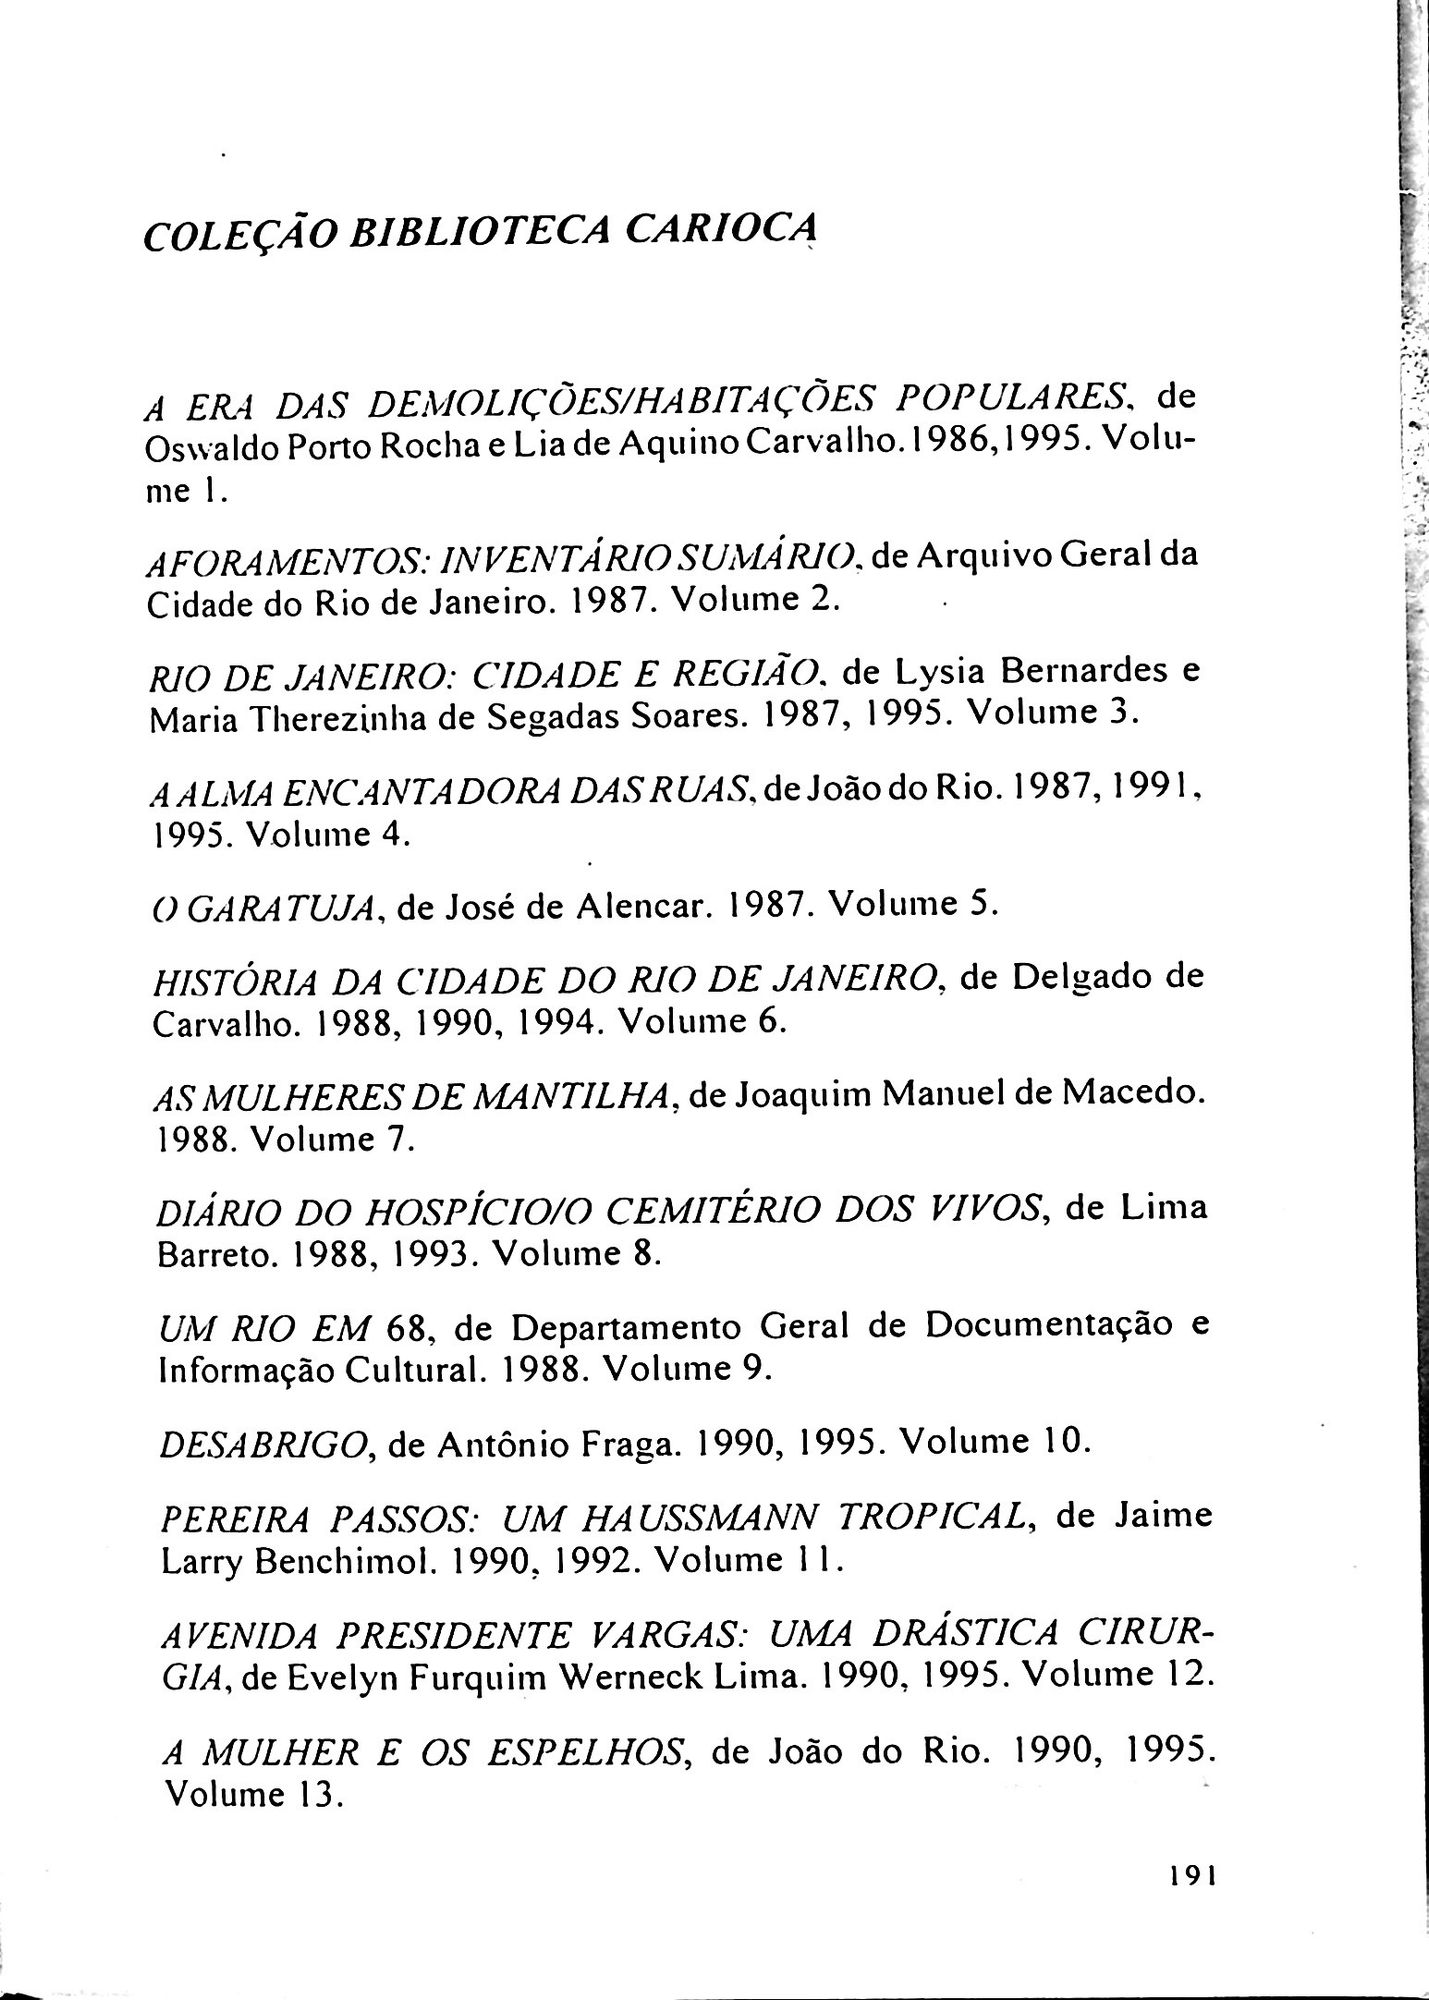 COLEÇÃO BIBLIOTECA CARIOCA
A ERA DAS DEMOLIÇÕES/HABITAÇÕES POPULARES, de
Oswaldo Porto Rocha e Lia de Aquino Carvalho. 1986, 1995. Volu-
me 1.
AFORAMENTOS: INVENTÁRIO SUMÁRIO, de Arquivo Geral da
Cidade do Rio de Janeiro. 1987. Volume 2.
RIO DE JANEIRO: CIDADE E REGIÃO, de Lysia Bernardes e
Maria Therezinha de Segadas Soares. 1987, 1995. Volume 3.
A ALMA ENCANTADORA DAS RUAS, de João do Rio. 1987, 1991,
1995. Volume 4.
O GARATUJA, de José de Alencar. 1987. Volume 5.
HISTÓRIA DA CIDADE DO RIO DE JANEIRO, de Delgado de
Carvalho. 1988, 1990, 1994. Volume 6.
AS MULHERES DE MANTILHA, de Joaquim Manuel de Macedo.
1988. Volume 7.
DIÁRIO DO HOSPÍCIO/O CEMITÉRIO DOS VIVOS, de Lima
Barreto. 1988, 1993. Volume 8.
UM RIO EM 68, de Departamento Geral de Documentação e
Informação Cultural. 1988. Volume 9.
DESABRIGO, de Antônio Fraga. 1990, 1995. Volume 10.
PEREIRA PASSOS: UM HAUSSMANN TROPICAL, de Jaime
Larry Benchimol. 1990, 1992. Volume 11.
AVENIDA PRESIDENTE VARGAS: UMA DRÁSTICA CIRUR-
GIA, de Evelyn Furquim Werneck Lima. 1990, 1995. Volume 12.
A MULHER E OS ESPELHOS, de João do Rio. 1990, 1995.
Volume 13.
191